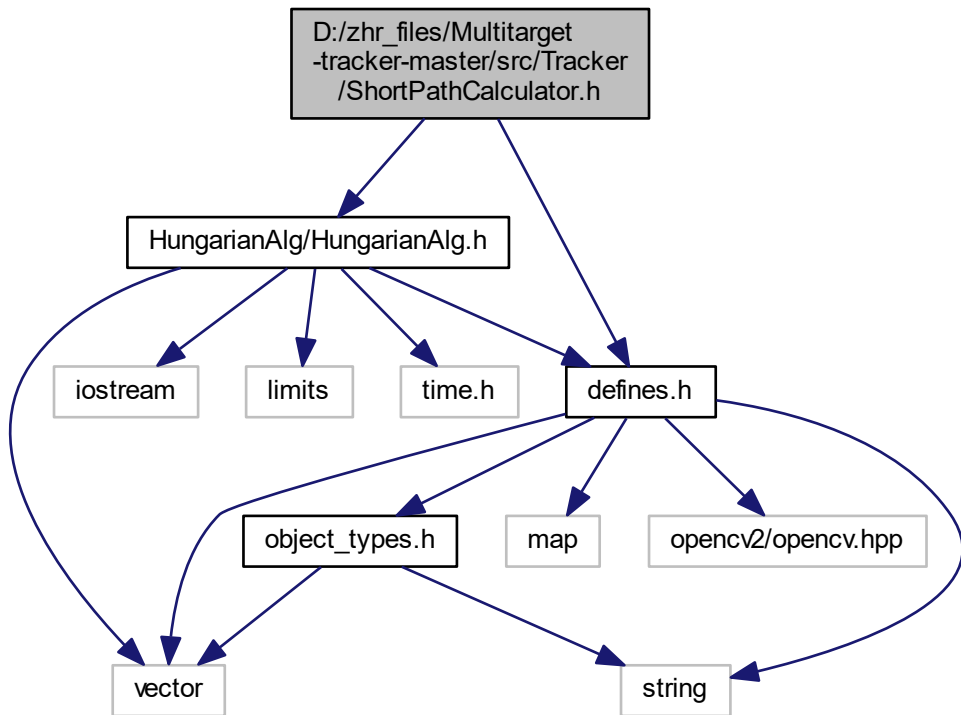 D:/zhr_files/Multitarget
-tracker-master/src/Tracker
/ShortPathCalculator.h
HungarianAlg/HungarianAlg.h
iostream
limits
time.h
defines.h
object_types.h
map
opencv2/opencv.hpp
vector
string